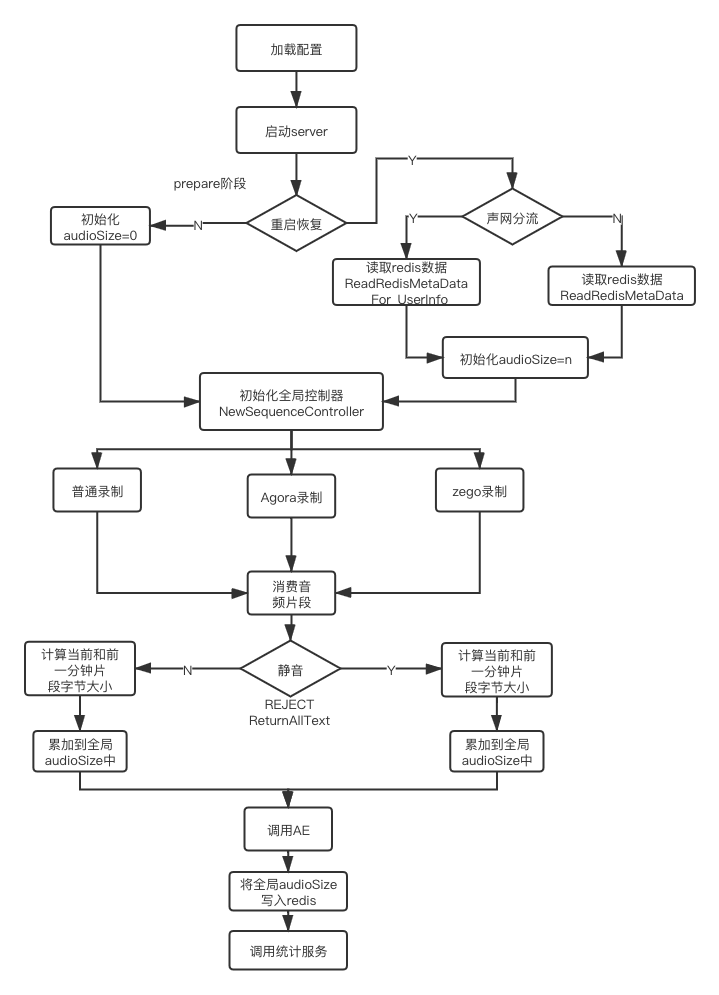 加载配置
启动server
prepare阶段
重启恢复
Y
N
初始化
audioSize=0
声网分流
Y
N
读取redis数据
ReadRedisMetaData
For_UserInfo
读取redis数据
ReadRedisMetaData
初始化audioSize=n
初始化全局控制器
NewSequenceController
普通录制
Agora录制
zego录制
消费音
频片段
静音
N
Y
REJECT
ReturnAllText
计算当前和前
一分钟片
段字节大小
计算当前和前
一分钟片
段字节大小
累加到全局
audioSize中
累加到全局
audioSize中
调用AE
将全局audioSize
写入redis
调用统计服务